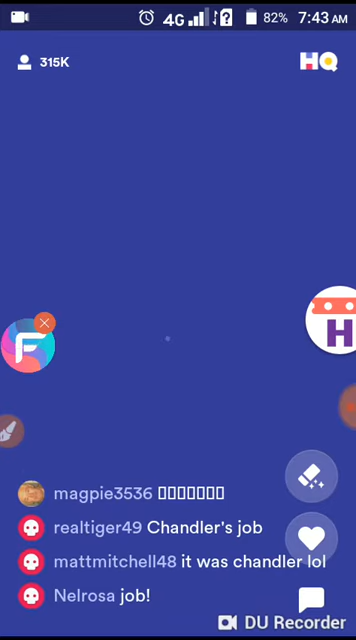 4G 82% 7:43 AM
315K HQ
F
H
magpie3536
realtiger49 Chandler's job
mattmitchell48 it was chandler lol
Nelrosa job!
DU Recorder